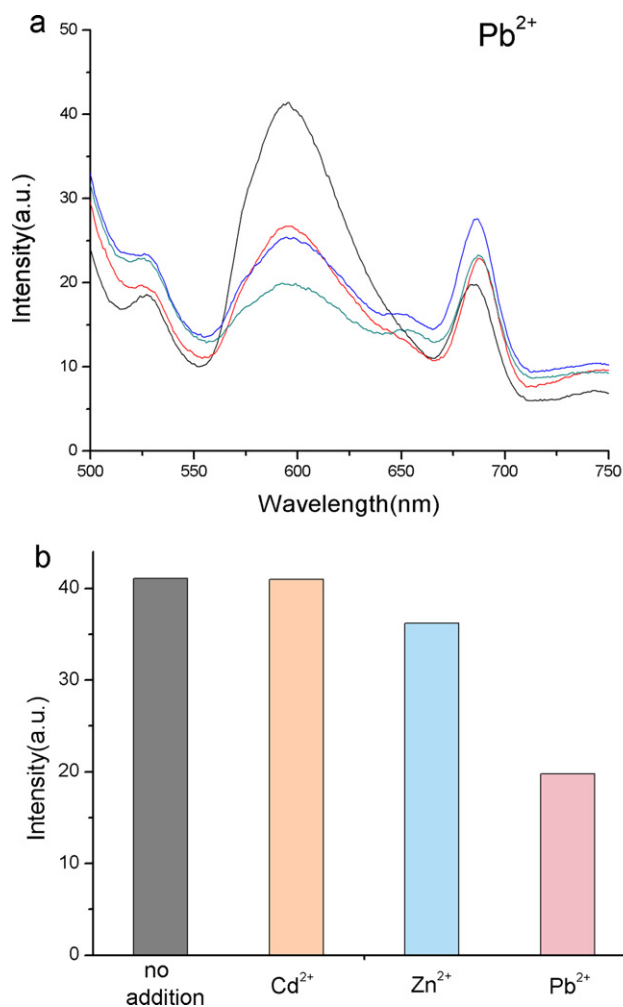 a
Pb²⁺
50
40
30
20
10
0
Intensity(a.u.)
500 550 600 650 700 750
Wavelength(nm)
b
40
30
20
10
0
Intensity(a.u.)
no addition Cd²⁺ Zn²⁺ Pb²⁺